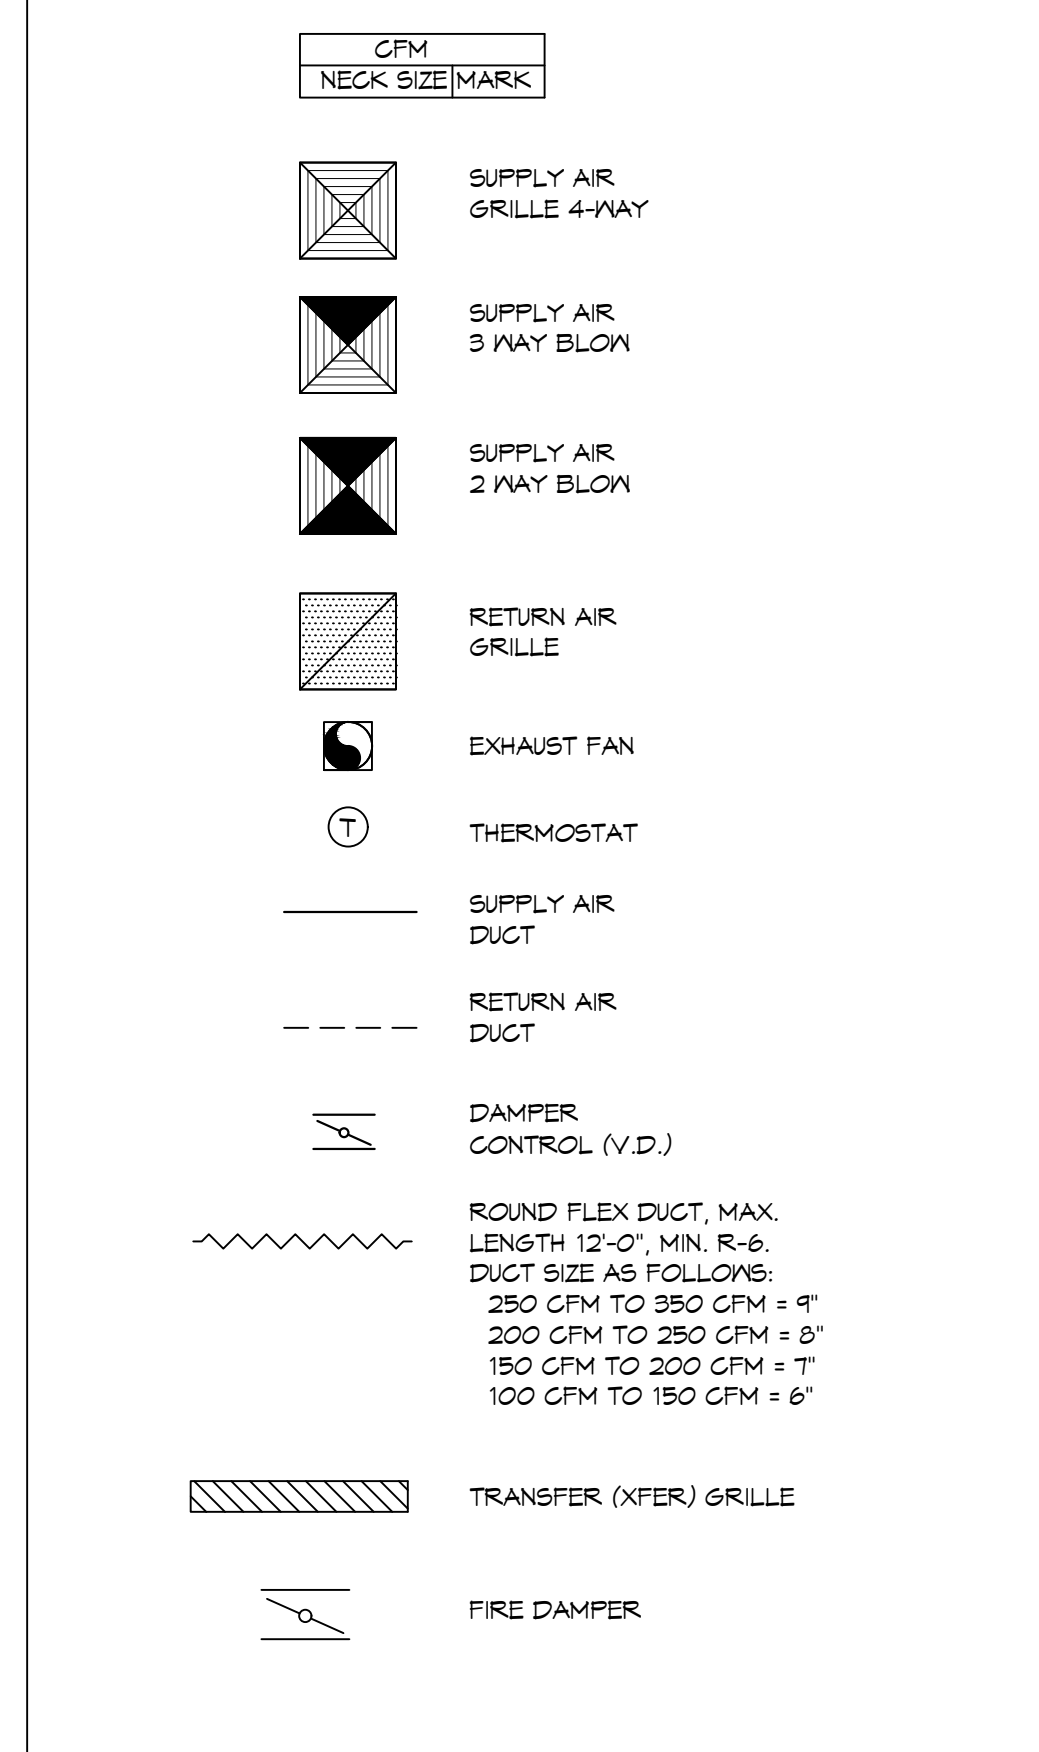 CFM
NECK SIZE MARK
SUPPLY AIR
GRILLE 4-WAY
SUPPLY AIR
3 WAY BLOW
SUPPLY AIR
2 WAY BLOW
RETURN AIR
GRILLE
EXHAUST FAN
T
THERMOSTAT
SUPPLY AIR
DUCT
RETURN AIR
DUCT
DAMPER
CONTROL (V.D.)
ROUND FLEX DUCT, MAX.
LENGTH 12'-0", MIN. R-6.
DUCT SIZE AS FOLLOWS:
250 CFM TO 350 CFM = 9"
200 CFM TO 250 CFM = 8"
150 CFM TO 200 CFM = 7"
100 CFM TO 150 CFM = 6"
TRANSFER (XFER) GRILLE
FIRE DAMPER